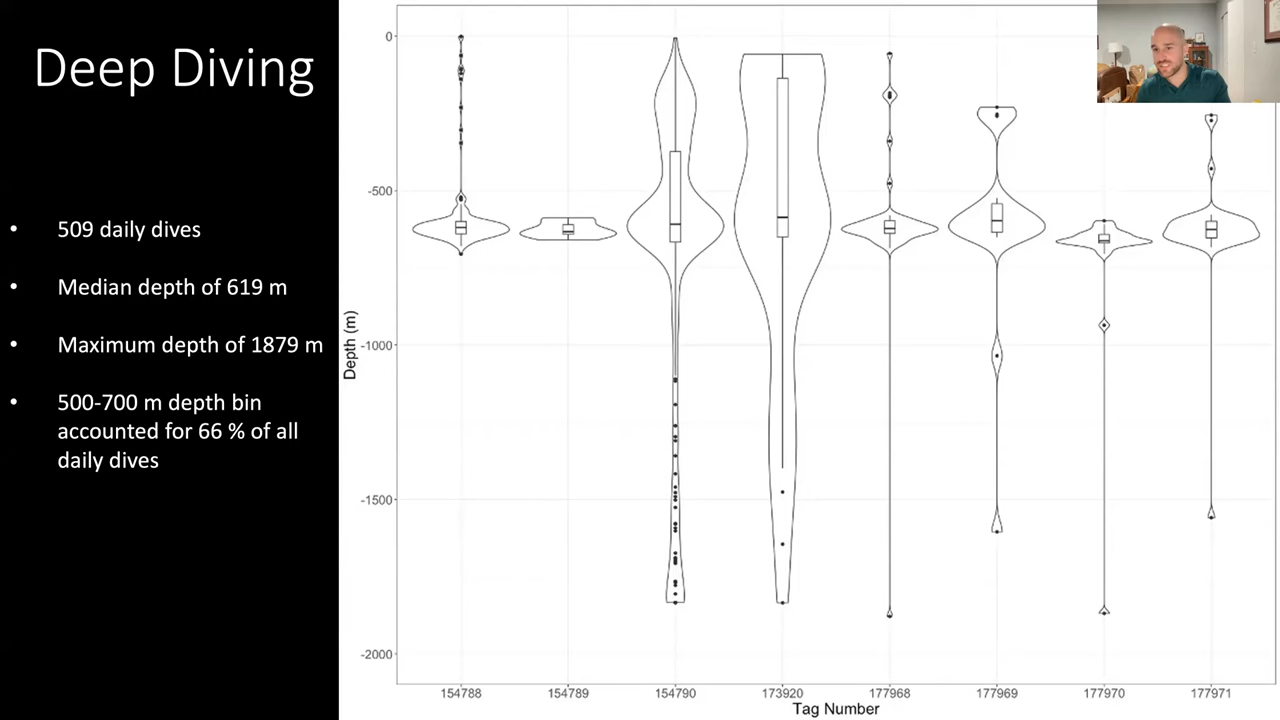 Deep Diving
• 509 daily dives
• Median depth of 619 m
• Maximum depth of 1879 m
• 500-700 m depth bin
accounted for 66 % of all
daily dives
Depth (m)
0
-500
-1000
-1500
-2000
154788 154789 154790 173920 177968 177969 177970 177971
Tag Number